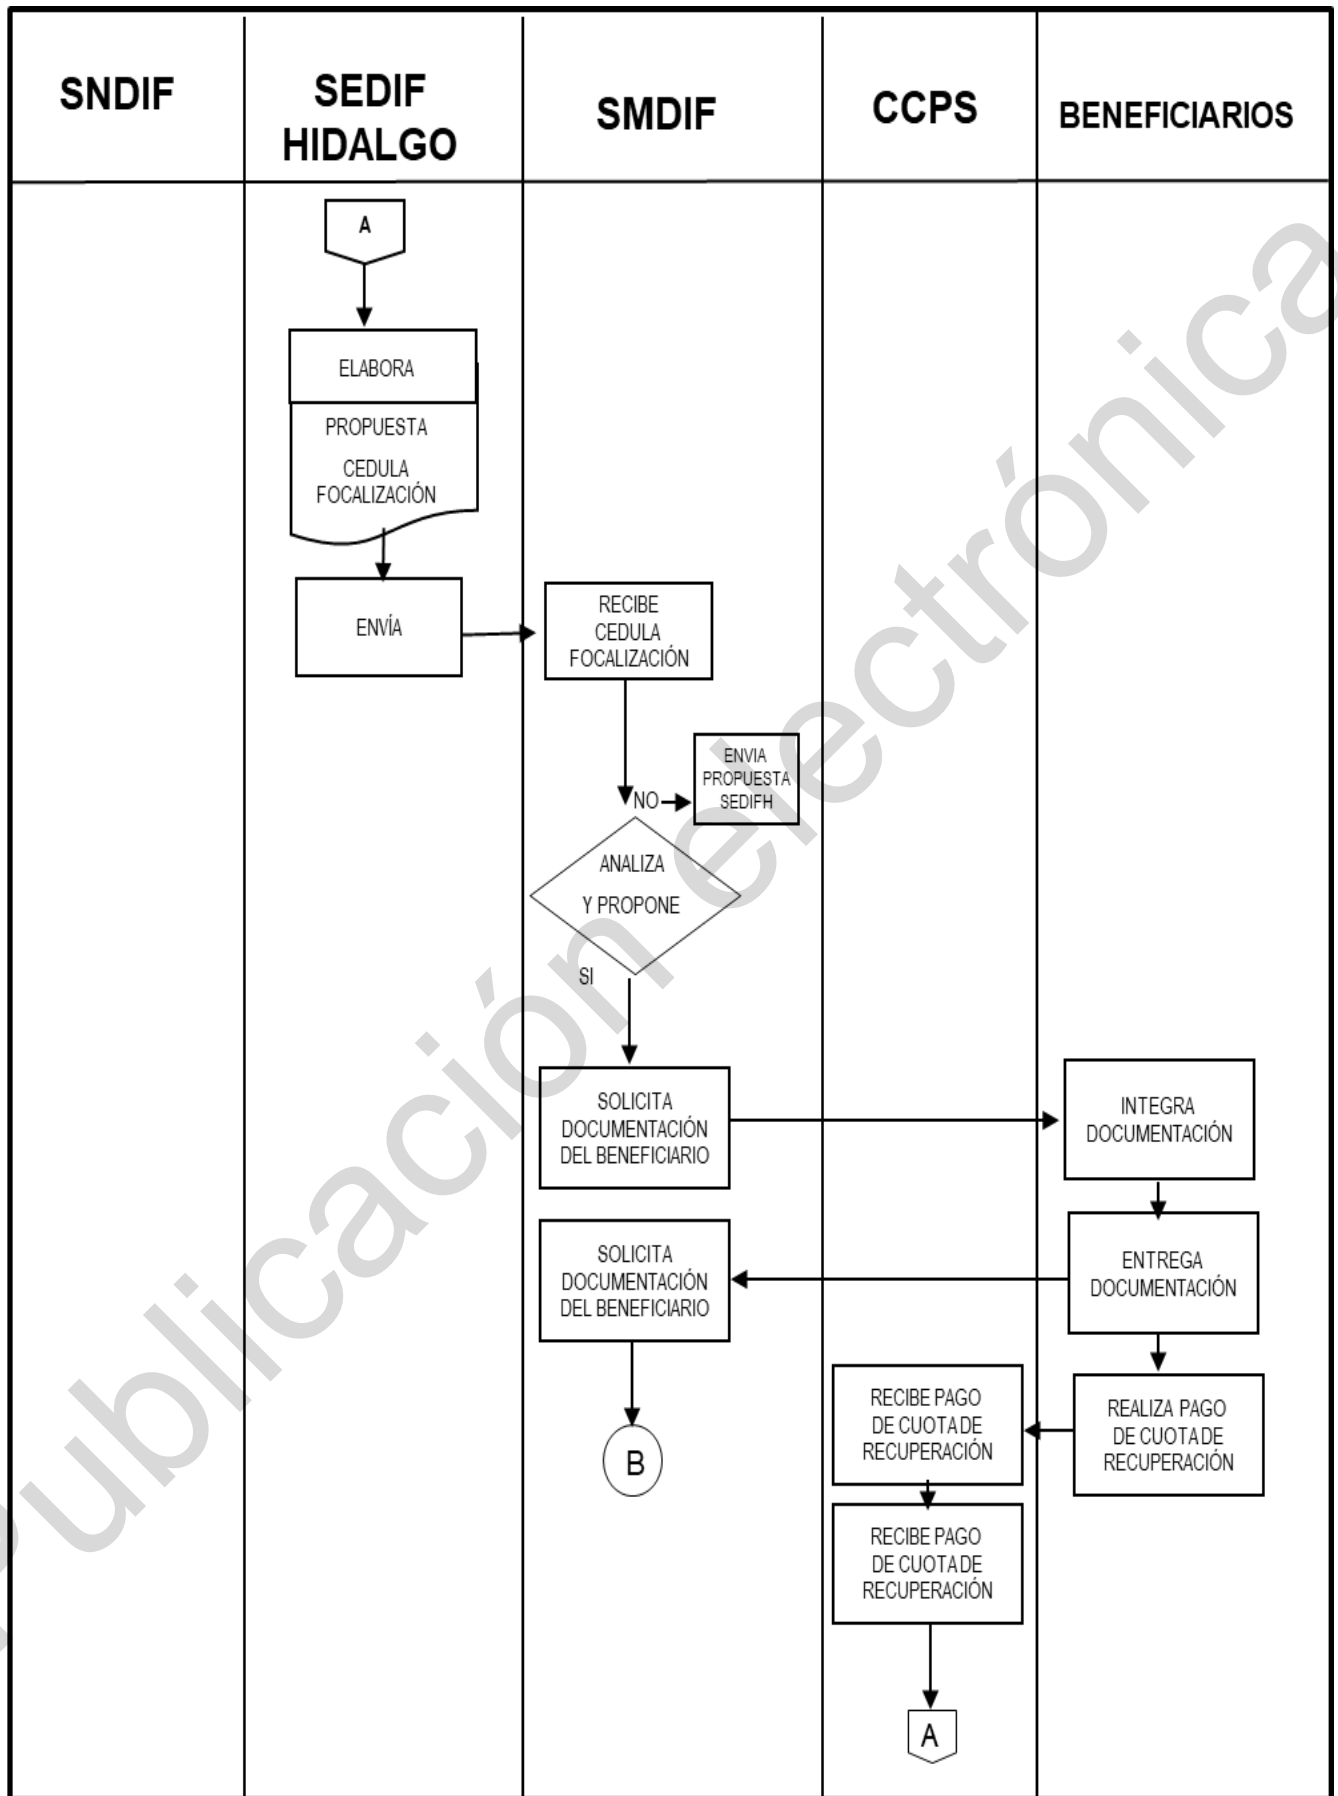 SNDIF
SEDIF
HIDALGO
SMDIF
CCPS
BENEFICIARIOS
A
ELABORA
PROPUESTA
CEDULA
FOCALIZACIÓN
ENVÍA
RECIBE
CEDULA
FOCALIZACIÓN
ENVIA
PROPUESTA
SEDIFH
NO
ANALIZA
Y PROPONE
SI
SOLICITA
DOCUMENTACIÓN
DEL BENEFICIARIO
INTEGRA
DOCUMENTACIÓN
SOLICITA
DOCUMENTACIÓN
DEL BENEFICIARIO
ENTREGA
DOCUMENTACIÓN
RECIBE PAGO
DE CUOTA DE
RECUPERACIÓN
REALIZA PAGO
DE CUOTA DE
RECUPERACIÓN
B
RECIBE PAGO
DE CUOTA DE
RECUPERACIÓN
A
Publicación electrónica